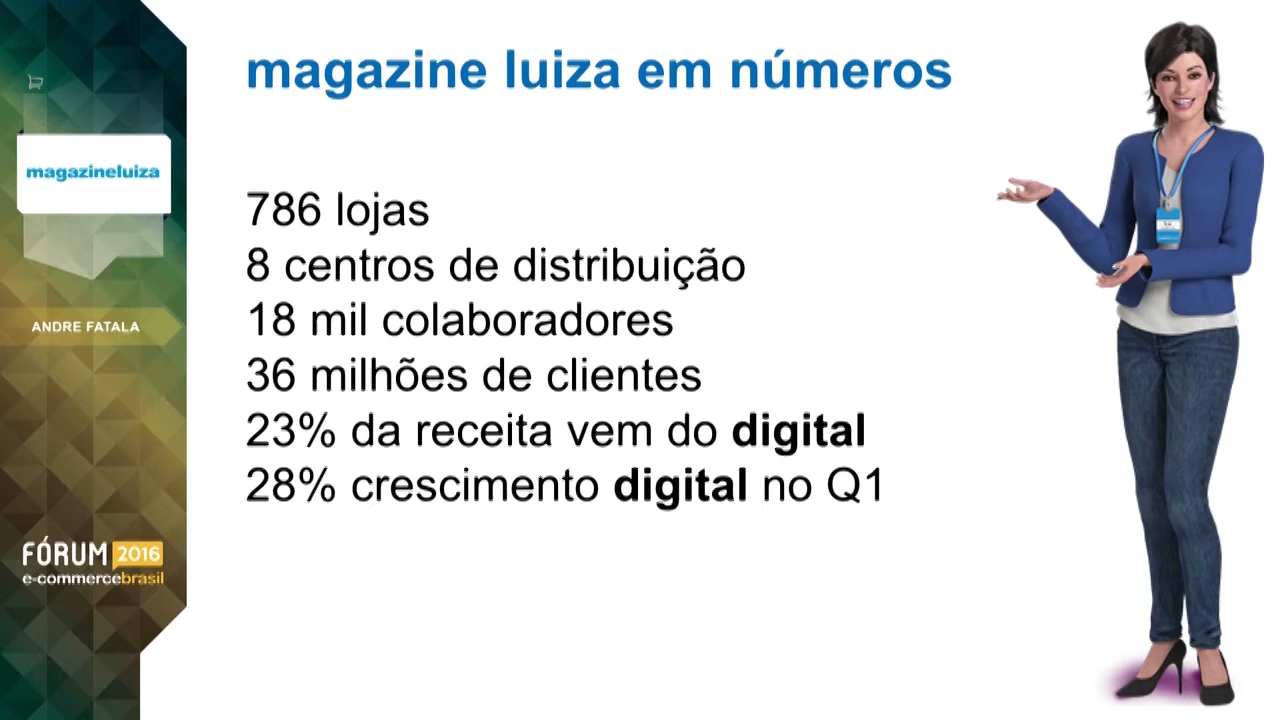 magazine luiza em números
magazineluiza
ANDRE FATALA
786 lojas
8 centros de distribuição
18 mil colaboradores
36 milhões de clientes
23% da receita vem do digital
28% crescimento digital no Q1
FÓRUM 2016
e-commercebrasil